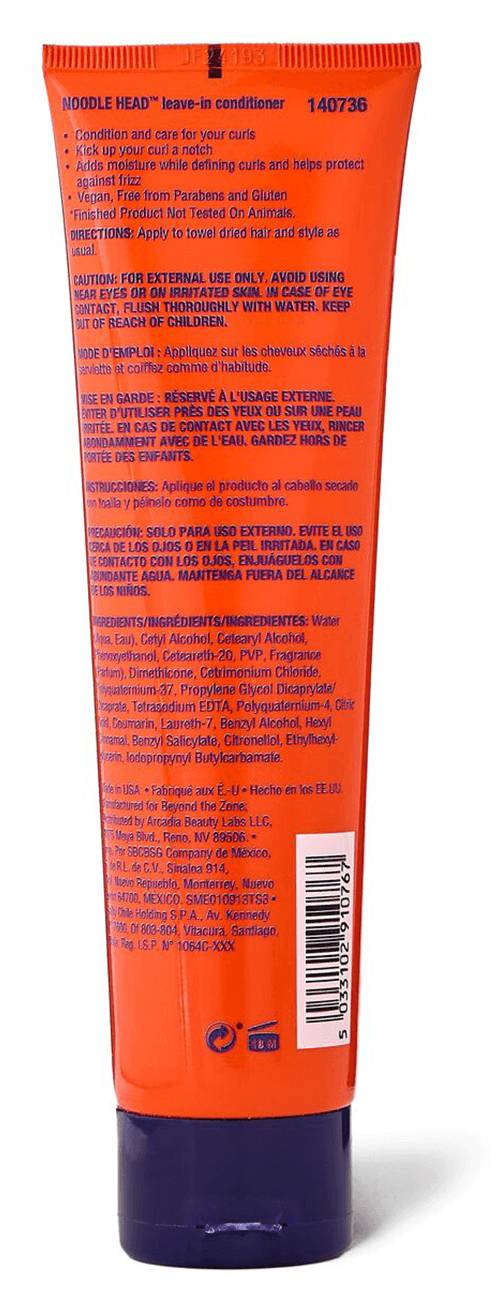 JF24193
NOODLE HEAD™ leave-in conditioner 140736
• Condition and care for your curls
• Kick up your curl a notch
• Adds moisture while defining curls and helps protect
against frizz
• Vegan, Free from Parabens and Gluten
*Finished Product Not Tested On Animals.
DIRECTIONS: Apply to towel dried hair and style as
usual.
CAUTION: FOR EXTERNAL USE ONLY. AVOID USING
NEAR EYES OR ON IRRITATED SKIN. IN CASE OF EYE
CONTACT, FLUSH THOROUGHLY WITH WATER. KEEP
OUT OF REACH OF CHILDREN.
MODE D'EMPLOI : Appliquez sur les cheveux séchés à la
serviette et coiffez comme d'habitude.
MISE EN GARDE : RÉSERVÉ À L'USAGE EXTERNE.
ÉVITER D'UTILISER PRÈS DES YEUX OU SUR UNE PEAU
IRRITÉE. EN CAS DE CONTACT AVEC LES YEUX, RINCER
ABONDAMMENT AVEC DE L'EAU. GARDEZ HORS DE
PORTÉE DES ENFANTS.
INSTRUCCIONES: Aplique el producto al cabello secado
con toalla y péinelo como de costumbre.
PRECAUCIÓN: SOLO PARA USO EXTERNO. EVITE EL USO
CERCA DE LOS OJOS O EN LA PEIL IRRITADA. EN CASO
DE CONTACTO CON LOS OJOS, ENJUÁGUELOS CON
ABUNDANTE AGUA. MANTENGA FUERA DEL ALCANCE
DE LOS NIÑOS.
INGREDIENTS/INGRÉDIENTS/INGREDIENTES: Water
(Aqua, Eau), Cetyl Alcohol, Cetearyl Alcohol,
Phenoxyethanol, Ceteareth-20, PVP, Fragrance
(Parfum), Dimethicone, Cetrimonium Chloride,
Polyquaternium-37, Propylene Glycol Dicaprylate/
Dicaprate, Tetrasodium EDTA, Polyquaternium-4, Citric
Acid, Coumarin, Laureth-7, Benzyl Alcohol, Hexyl
Cinnamal, Benzyl Salicylate, Citronellol, Ethylhexyl-
glycerin, Iodopropynyl Butylcarbamate.
Made in USA • Fabriqué aux É.-U • Hecho en los EE.UU.
Manufactured for Beyond the Zone;
Distributed by Arcadia Beauty Labs LLC,
Moya Blvd., Reno, NV 89506. •
Imp. Por SBCBSG Company de México,
S. de R.L. de C.V., Sinaloa 914,
Nuevo Repueblo, Monterrey, Nuevo
León 64700, MEXICO. SME010913TS3 •
Chile Holding S.P.A., Av. Kennedy
Of 803-804, Vitacura, Santiago,
Chile. Reg. I.S.P. N° 1064C-XXX
18 M
5 033102 910767